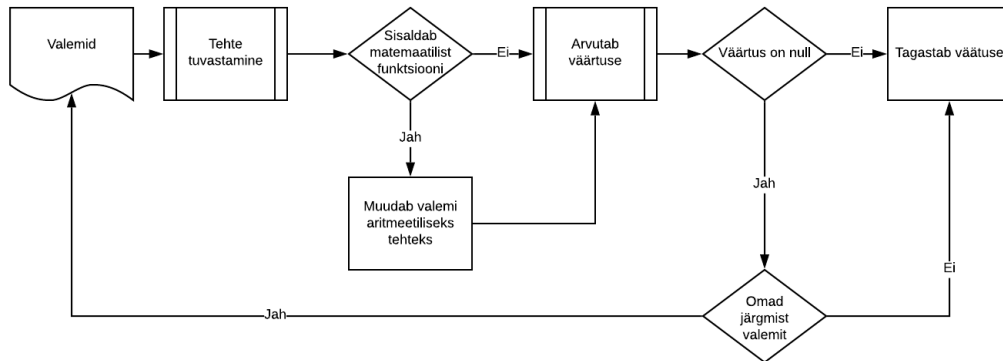 Valemid
Tehte
tuvastamine
Sisaldab
matemaatilist
funktsiooni
Ei
Arvutab
väärtuse
Väärtus on null
Ei
Tagastab väätuse
Jah
Muudab valemi
aritmeetiliseks
tehteks
Jah
Ei
Omad
järgmist
valemit
Jah